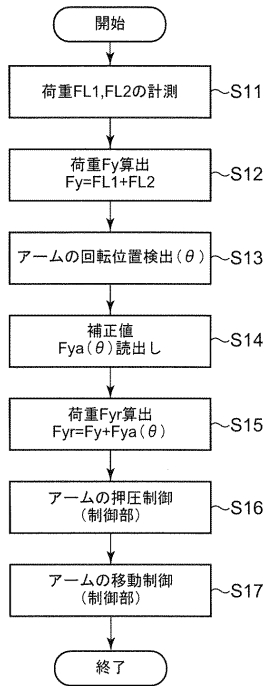 開始
荷重FL1,FL2の計測
S11
荷重Fy算出
Fy=FL1+FL2
S12
アームの回転位置検出(θ)
S13
補正値
Fya(θ)読出し
S14
荷重Fyr算出
Fyr=Fy+Fya(θ)
S15
アームの押圧制御
(制御部)
S16
アームの移動制御
(制御部)
S17
終了